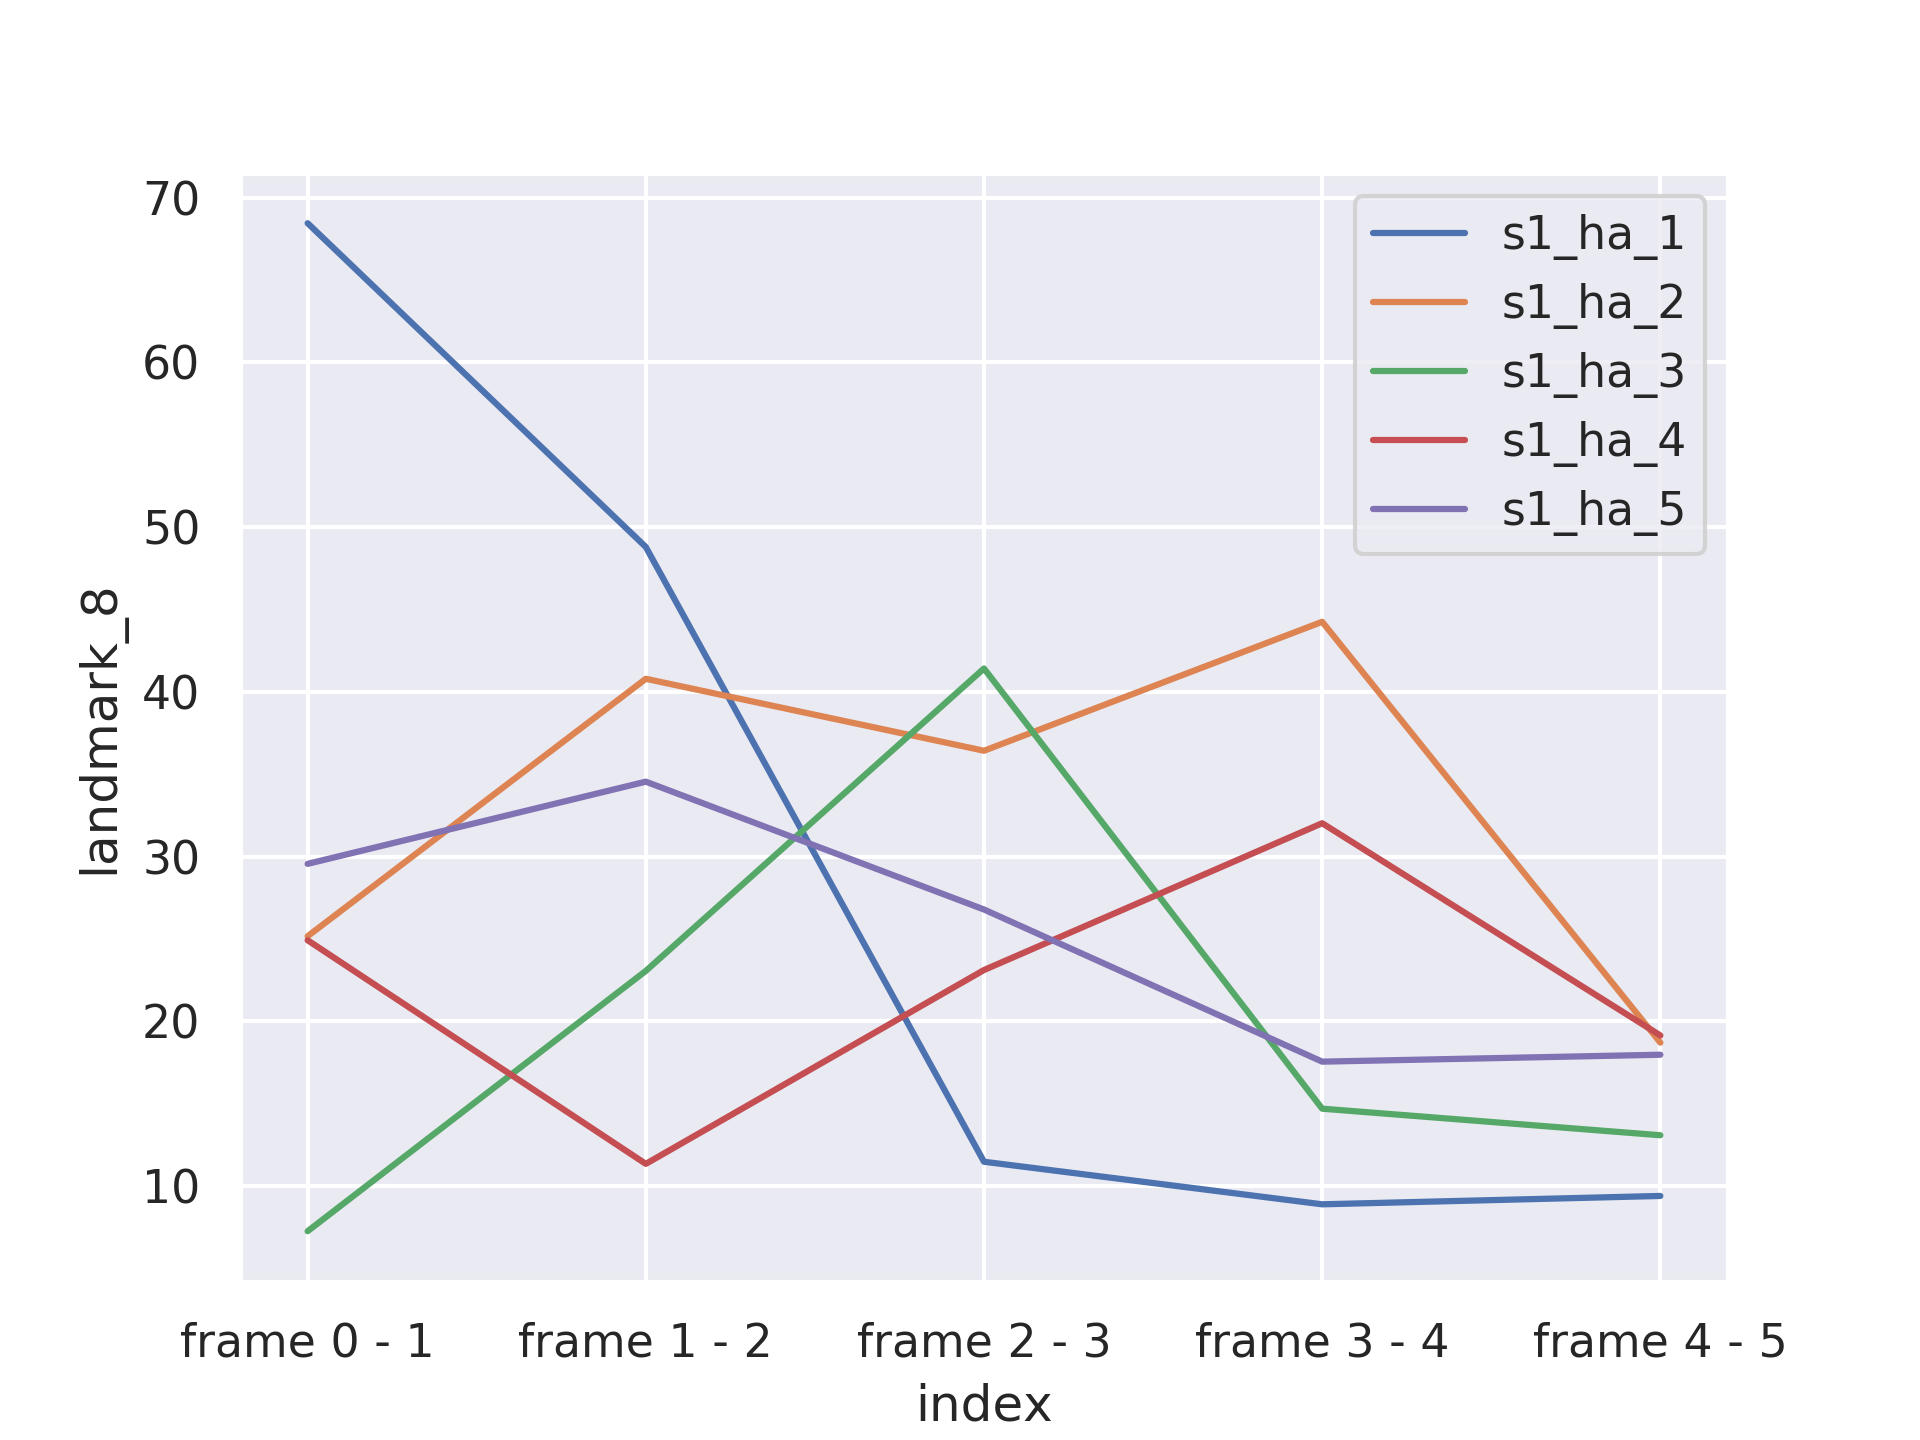 70
60
50
40
30
20
10
landmark_8
s1_ha_1
s1_ha_2
s1_ha_3
s1_ha_4
s1_ha_5
frame 0 - 1
frame 1 - 2
frame 2 - 3
frame 3 - 4
frame 4 - 5
index